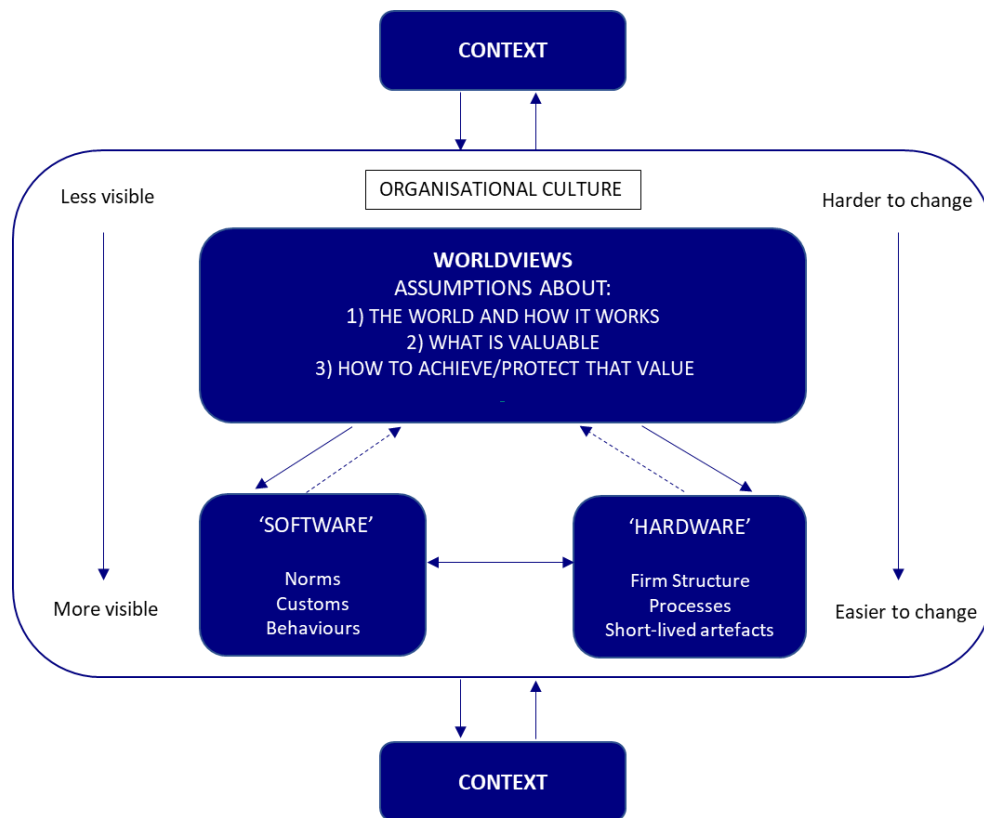 CONTEXT
ORGANISATIONAL CULTURE
Less visible
Harder to change
WORLDVIEWS
ASSUMPTIONS ABOUT:
1) THE WORLD AND HOW IT WORKS
2) WHAT IS VALUABLE
3) HOW TO ACHIEVE/PROTECT THAT VALUE
‘SOFTWARE’
Norms
Customs
Behaviours
‘HARDWARE’
Firm Structure
Processes
Short-lived artefacts
More visible
Easier to change
CONTEXT